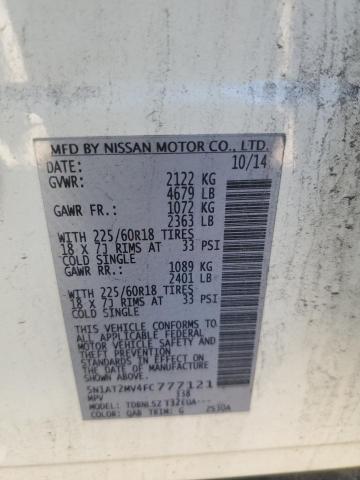 MFD BY NISSAN MOTOR CO., LTD.
DATE: 10/14
GVWR: 2122 KG
4679 LB
GAWR FR.: 1072 KG
2363 LB
WITH 225/60R18 TIRES
18 X 7J RIMS AT 33 PSI
COLD SINGLE
GAWR RR.: 1089 KG
2401 LB
WITH 225/60R18 TIRES
18 X 7J RIMS AT 33 PSI
COLD SINGLE
THIS VEHICLE CONFORMS TO
ALL APPLICABLE FEDERAL
MOTOR VEHICLE SAFETY AND
THEFT PREVENTION STANDARDS
IN EFFECT ON THE DATE OF
MANUFACTURE SHOWN ABOVE.
5N1AT2MV4FC777121
MPV 338
MODEL:
COLOR: QAB TRIM: G 2530A